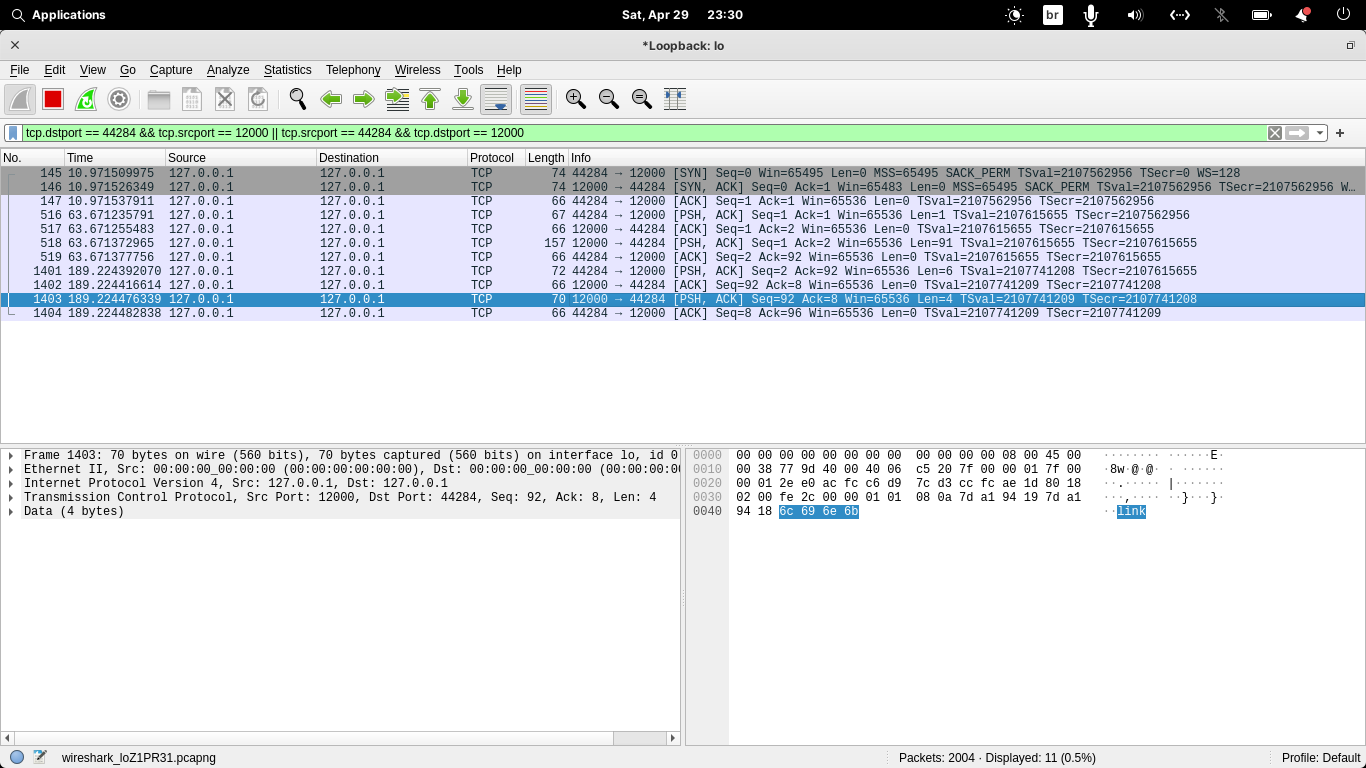 Applications Sat, Apr 29 23:30 br
*Loopback: lo
File Edit View Go Capture Analyze Statistics Telephony Wireless Tools Help
tcp.dstport == 44284 && tcp.srcport == 12000 || tcp.srcport == 44284 && tcp.dstport == 12000
No. Time Source Destination Protocol Length Info
145 10.971509975 127.0.0.1 127.0.0.1 TCP 74 44284 → 12000 [SYN] Seq=0 Win=65495 Len=0 MSS=65495 SACK_PERM TSval=2107562956 TSecr=0 WS=128
146 10.971526349 127.0.0.1 127.0.0.1 TCP 74 12000 → 44284 [SYN, ACK] Seq=0 Ack=1 Win=65483 Len=0 MSS=65495 SACK_PERM TSval=2107562956 TSecr=2107562956 W…
147 10.971537911 127.0.0.1 127.0.0.1 TCP 66 44284 → 12000 [ACK] Seq=1 Ack=1 Win=65536 Len=0 TSval=2107562956 TSecr=2107562956
516 63.671235791 127.0.0.1 127.0.0.1 TCP 67 44284 → 12000 [PSH, ACK] Seq=1 Ack=1 Win=65536 Len=1 TSval=2107615655 TSecr=2107562956
517 63.671255483 127.0.0.1 127.0.0.1 TCP 66 12000 → 44284 [ACK] Seq=1 Ack=2 Win=65536 Len=0 TSval=2107615655 TSecr=2107615655
518 63.671372965 127.0.0.1 127.0.0.1 TCP 157 12000 → 44284 [PSH, ACK] Seq=1 Ack=2 Win=65536 Len=91 TSval=2107615655 TSecr=2107615655
519 63.671377756 127.0.0.1 127.0.0.1 TCP 66 44284 → 12000 [ACK] Seq=2 Ack=92 Win=65536 Len=0 TSval=2107615655 TSecr=2107615655
1401 189.224392070 127.0.0.1 127.0.0.1 TCP 72 44284 → 12000 [PSH, ACK] Seq=2 Ack=92 Win=65536 Len=6 TSval=2107741208 TSecr=2107615655
1402 189.224416614 127.0.0.1 127.0.0.1 TCP 66 12000 → 44284 [ACK] Seq=92 Ack=8 Win=65536 Len=0 TSval=2107741209 TSecr=2107741208
1403 189.224476339 127.0.0.1 127.0.0.1 TCP 70 12000 → 44284 [PSH, ACK] Seq=92 Ack=8 Win=65536 Len=4 TSval=2107741209 TSecr=2107741208
1404 189.224482838 127.0.0.1 127.0.0.1 TCP 66 44284 → 12000 [ACK] Seq=8 Ack=96 Win=65536 Len=0 TSval=2107741209 TSecr=2107741209
Frame 1403: 70 bytes on wire (560 bits), 70 bytes captured (560 bits) on interface lo, id 0
Ethernet II, Src: 00:00:00_00:00:00 (00:00:00:00:00:00), Dst: 00:00:00_00:00:00 (00:00:00:00
Internet Protocol Version 4, Src: 127.0.0.1, Dst: 127.0.0.1
Transmission Control Protocol, Src Port: 12000, Dst Port: 44284, Seq: 92, Ack: 8, Len: 4
Data (4 bytes)
0000 00 00 00 00 00 00 00 00 00 00 00 00 08 00 45 00 ········ ······E·
0010 00 38 77 9d 40 00 40 06 c5 20 7f 00 00 01 7f 00 ·8w·@·@· · ······
0020 00 01 2e e0 ac fc c6 d9 7c d3 cc fc ae 1d 80 18 ··.····· |·······
0030 02 00 fe 2c 00 00 01 01 08 0a 7d a1 94 19 7d a1 ···,···· ··}···}·
0040 94 18 6c 69 6e 6b ··link
wireshark_loZ1PR31.pcapng Packets: 2004 · Displayed: 11 (0.5%) Profile: Default